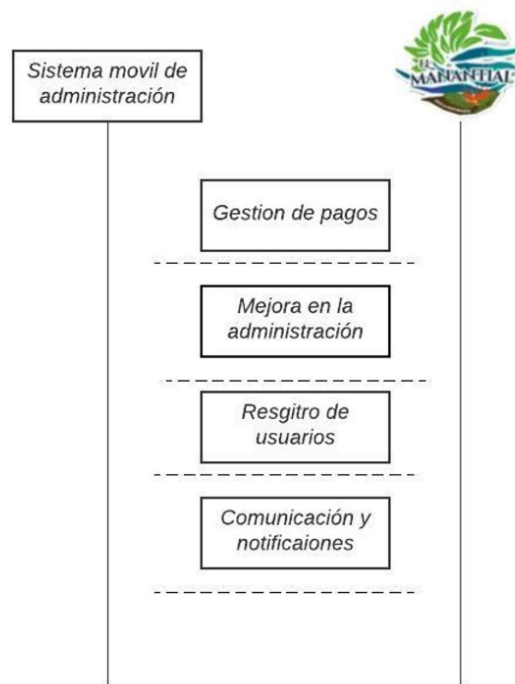 Sistema movil de
administración
EL
MANANTIAL
Gestion de pagos
Mejora en la
administración
Resgitro de
usuarios
Comunicación y
notificaiones